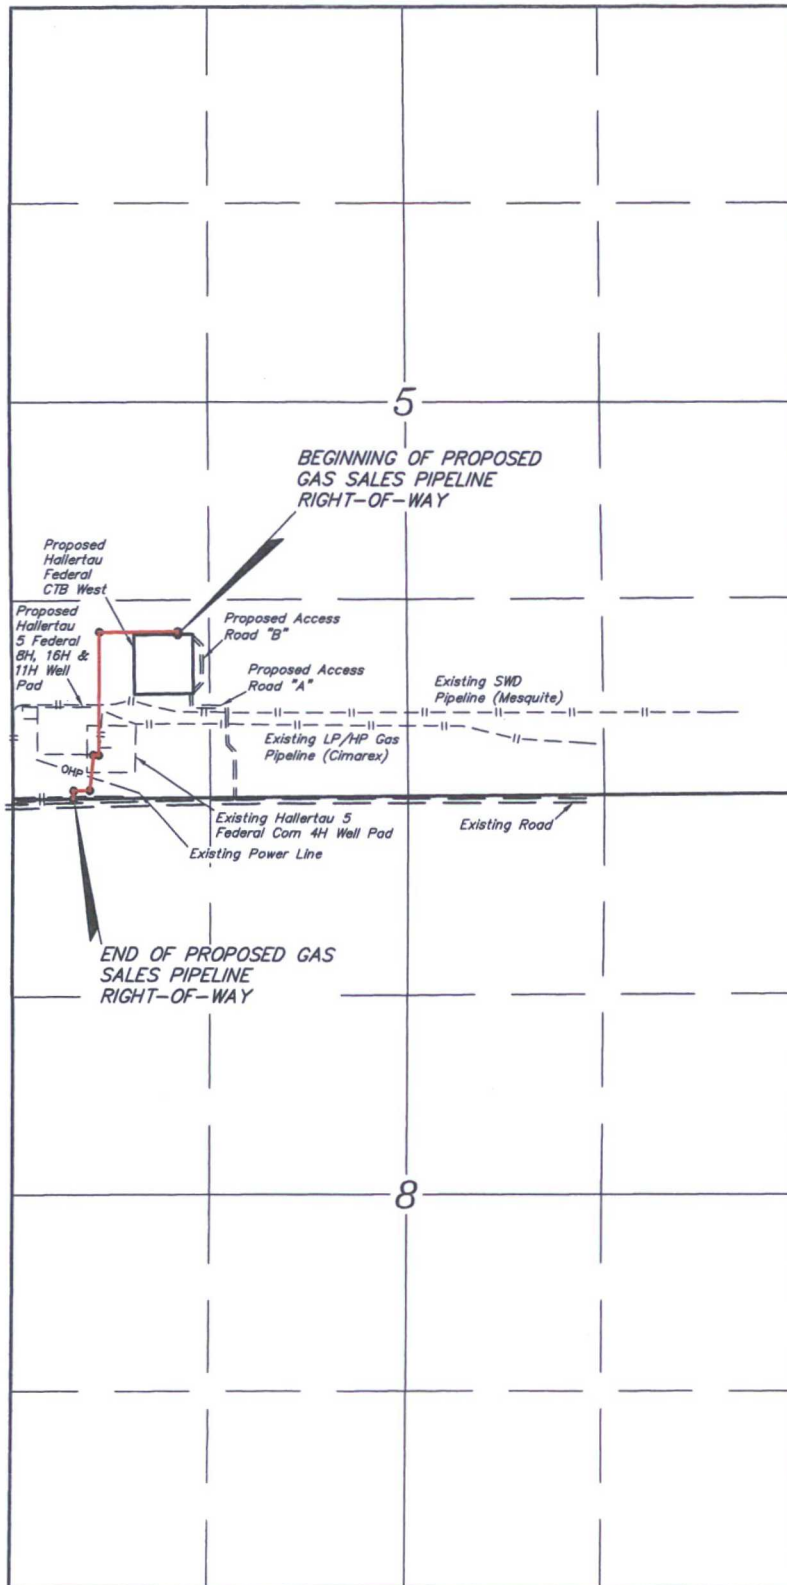 5
BEGINNING OF PROPOSED
GAS SALES PIPELINE
RIGHT-OF-WAY
Proposed
Hallertau
Federal
CTB West
Proposed
Hallertau
5 Federal
8H, 16H &
11H Well
Pad
Proposed Access
Road "B"
Proposed Access
Road "A"
Existing SWD
Pipeline (Mesquite)
Existing LP/HP Gas
Pipeline (Cimarex)
OHP
Existing Hallertau 5
Federal Com 4H Well Pad
Existing Road
Existing Power Line
END OF PROPOSED GAS
SALES PIPELINE
RIGHT-OF-WAY
8